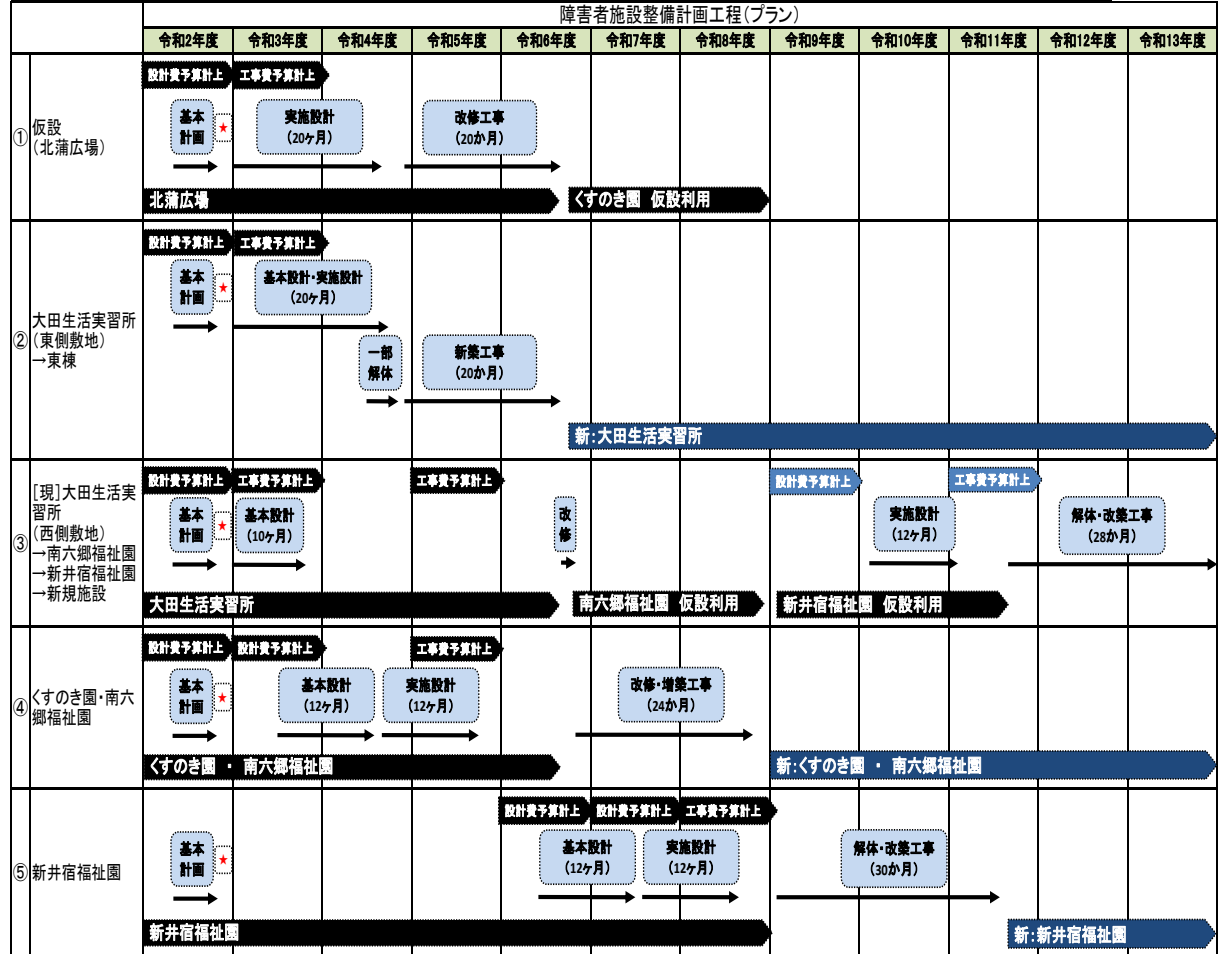 障害者施設整備計画工程(プラン)
令和2年度 令和3年度 令和4年度 令和5年度 令和6年度 令和7年度 令和8年度 令和9年度 令和10年度 令和11年度 令和12年度 令和13年度
①
仮設
(北蒲広場)
設計費予算計上 工事費予算計上
基本
計画
★
実施設計
(20ヶ月)
改修工事
(20か月)
北蒲広場
くすのき園 仮設利用
②
大田生活実習所
(東側敷地)
→東棟
設計費予算計上 工事費予算計上
基本
計画
★
基本設計・実施設計
(20ヶ月)
一部
解体
新築工事
(20か月)
新:大田生活実習所
③
[現]大田生活実
習所
(西側敷地)
→南六郷福祉園
→新井宿福祉園
→新規施設
設計費予算計上 工事費予算計上 工事費予算計上 設計費予算計上 工事費予算計上
基本
計画
★
基本設計
(10ヶ月)
改
修
実施設計
(12ヶ月)
解体・改築工事
(28か月)
大田生活実習所
南六郷福祉園 仮設利用
新井宿福祉園 仮設利用
④
くすのき園・南六
郷福祉園
設計費予算計上 設計費予算計上 工事費予算計上
基本
計画
★
基本設計
(12ヶ月)
実施設計
(12ヶ月)
改修・増築工事
(24か月)
くすのき園 ・ 南六郷福祉園
新:くすのき園 ・ 南六郷福祉園
⑤
新井宿福祉園
設計費予算計上 設計費予算計上 工事費予算計上
基本
計画
★
基本設計
(12ヶ月)
実施設計
(12ヶ月)
解体・改築工事
(30か月)
新井宿福祉園
新:新井宿福祉園